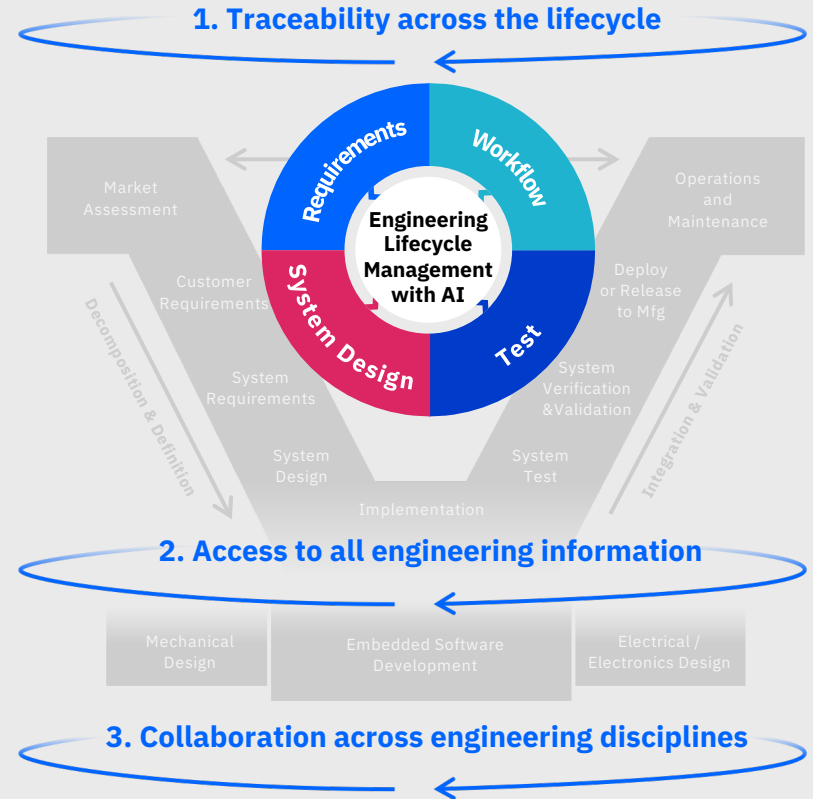 1. Traceability across the lifecycle
Requirements
Workflow
System Design
Test
Engineering
Lifecycle
Management
with AI
Market
Assessment
Operations
and
Maintenance
Customer
Requirements
Deploy
or Release
to Mfg
Decomposition & Definition
Integration & Validation
System
Requirements
System
Verification
&Validation
System
Design
System
Test
Implementation
2. Access to all engineering information
Mechanical
Design
Embedded Software
Development
Electrical /
Electronics Design
3. Collaboration across engineering disciplines